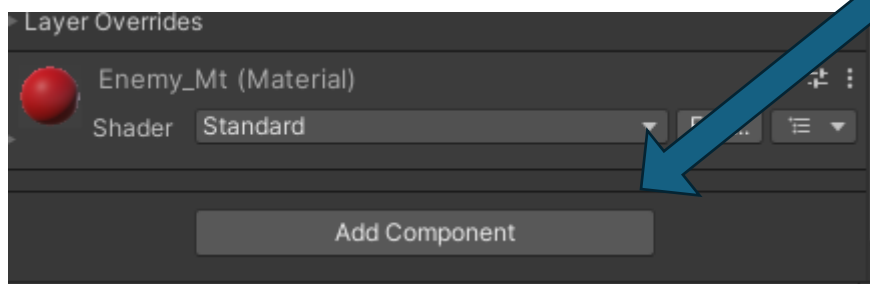 Layer Overrides
Enemy_Mt (Material)
Shader Standard
Add Component